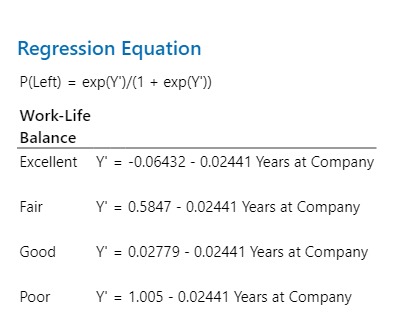 Regression Equation
P(Left) = exp(Y')/(1 + exp(Y'))
Work-Life
Balance
Excellent Y' = -0.06432 - 0.02441 Years at Company
Fair Y' = 0.5847 - 0.02441 Years at Company
Good Y' = 0.02779 - 0.02441 Years at Company
Poor Y' = 1.005 - 0.02441 Years at Company